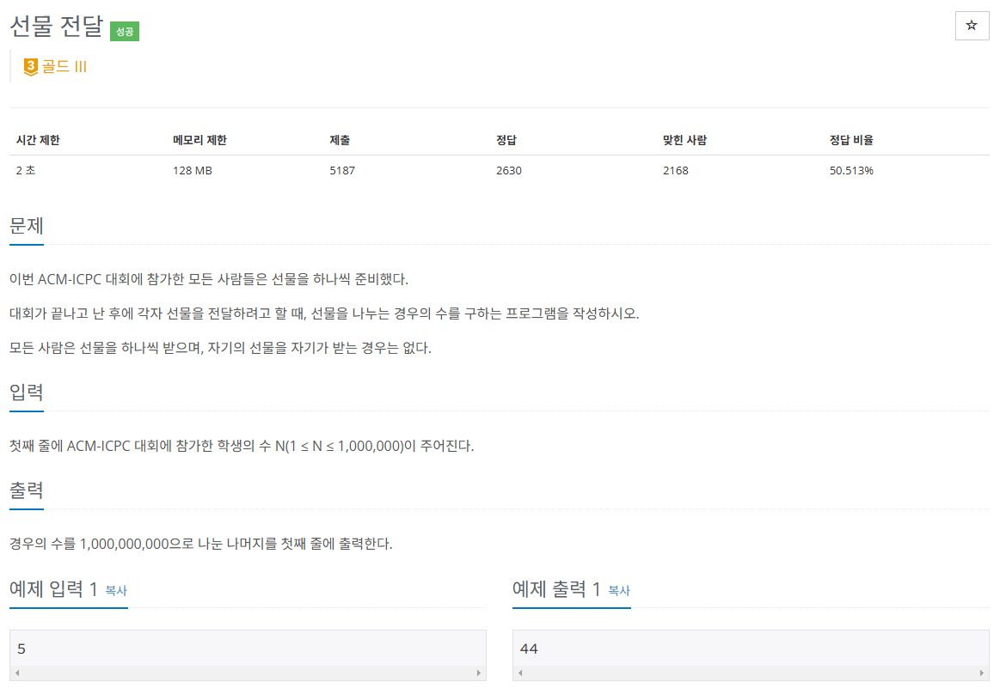 선물 전달 성공
☆
3 골드 III
시간 제한 메모리 제한 제출 정답 맞힌 사람 정답 비율
2 초 128 MB 5187 2630 2168 50.513%
문제
이번 ACM-ICPC 대회에 참가한 모든 사람들은 선물을 하나씩 준비했다.
대회가 끝나고 난 후에 각자 선물을 전달하려고 할 때, 선물을 나누는 경우의 수를 구하는 프로그램을 작성하시오.
모든 사람은 선물을 하나씩 받으며, 자기의 선물을 자기가 받는 경우는 없다.
입력
첫째 줄에 ACM-ICPC 대회에 참가한 학생의 수 N(1 ≤ N ≤ 1,000,000)이 주어진다.
출력
경우의 수를 1,000,000,000으로 나눈 나머지를 첫째 줄에 출력한다.
예제 입력 1 복사
5
예제 출력 1 복사
44